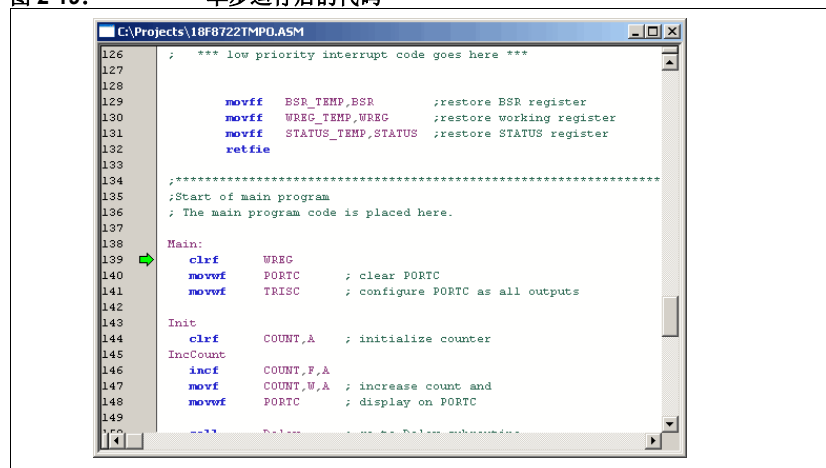 C:\Projects\18F8722TMPO.ASM
126 ; *** low priority interrupt code goes here ***
127
128
129 movff BSR_TEMP,BSR ;restore BSR register
130 movff WREG_TEMP,WREG ;restore working register
131 movff STATUS_TEMP,STATUS ;restore STATUS register
132 retfie
133
134 ;******************************************************************
135 ;Start of main program
136 ; The main program code is placed here.
137
138 Main:
139 clrf WREG
140 movwf PORTC ; clear PORTC
141 movwf TRISC ; configure PORTC as all outputs
142
143 Init
144 clrf COUNT,A ; initialize counter
145 IncCount
146 incf COUNT,F,A
147 movf COUNT,W,A ; increase count and
148 movwf PORTC ; display on PORTC
149